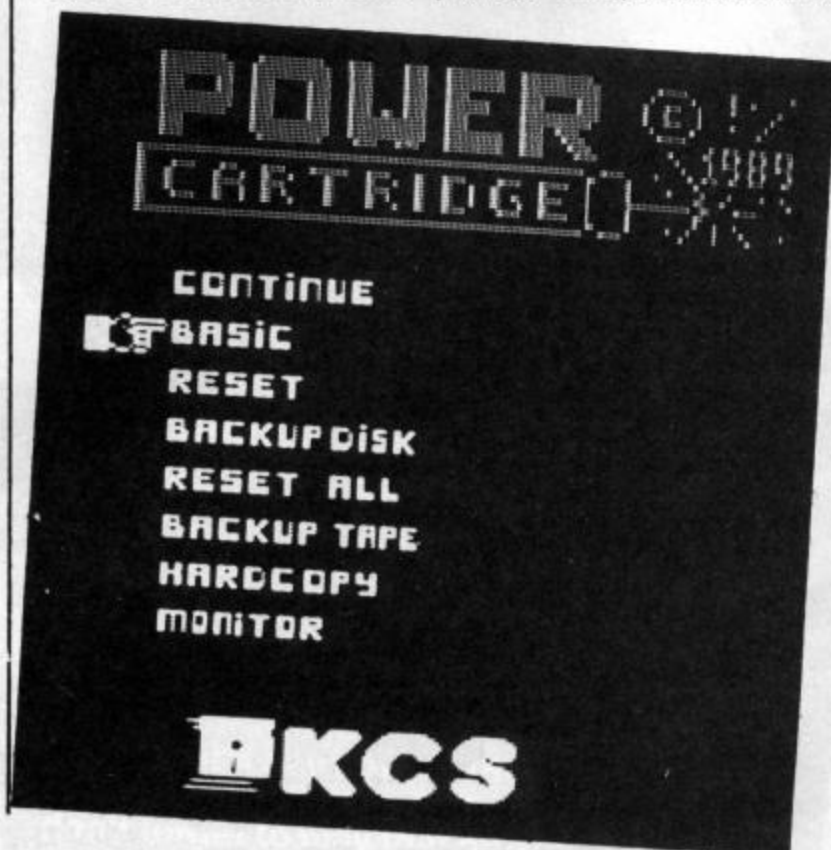 POWER
© !
1989
CARTRIDGE
CONTINUE
BASIC
RESET
BACKUP DISK
RESET ALL
BACKUP TAPE
HARDCOPY
MONITOR
KCS